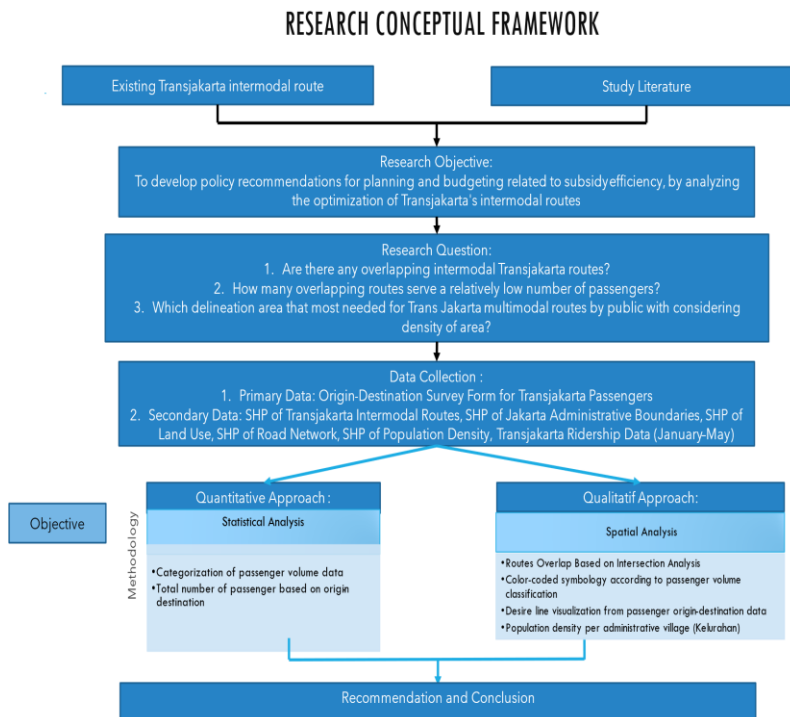 RESEARCH CONCEPTUAL FRAMEWORK
Existing Transjakarta intermodal route
Study Literature
Research Objective:
To develop policy recommendations for planning and budgeting related to subsidyefficiency, by analyzing
the optimization of Transjakarta's intermodal routes
Research Question:
1. Are there any overlapping intermodal Transjakarta routes?
2. How many overlapping routes serve a relatively low number of passengers?
3. Which delineation area that most needed for Trans Jakarta multimodal routes by public with considering
density of area?
Data Collection :
1. Primary Data: Origin-Destination Survey Form for Transjakarta Passengers
2. Secondary Data: SHP of Transjakarta Intermodal Routes, SHP of Jakarta Administrative Boundaries, SHP of
Land Use, SHP of Road Network, SHP of Population Density, Transjakarta Ridership Data (January-May)
Objective
Methodology
Quantitative Approach :
Statistical Analysis
•Categorization of passenger volume data
•Total number of passenger based on origin
destination
Qualitatif Approach:
Spatial Analysis
•Routes Overlap Based on Intersection Analysis
•Color-coded symbology according to passenger volume
classification
•Desire line visualization from passenger origin-destination data
•Population density per administrative village (Kelurahan)
Recommendation and Conclusion